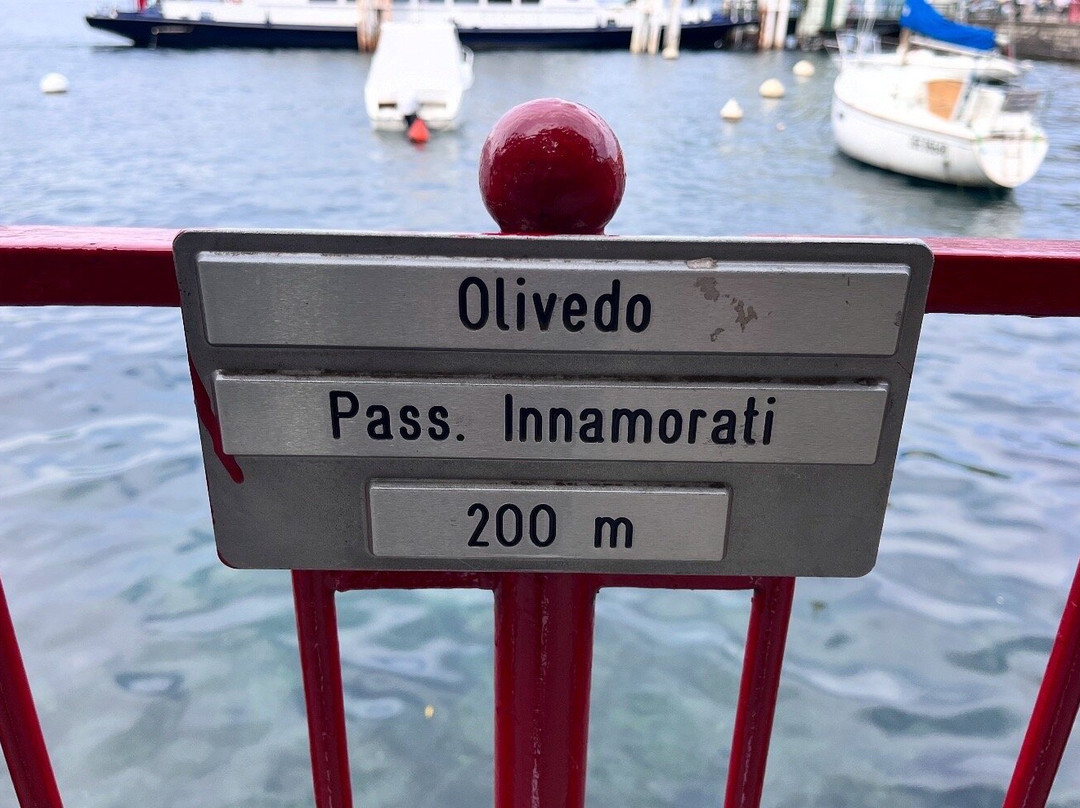 Olivedo
Pass. Innamorati
200 m